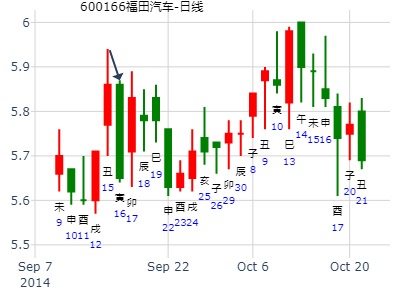 600166福田汽车-日线
6
5.9
5.8
5.7
5.6
5.5
未 申 酉 戌 丑 寅 卯 辰 巳 申 酉 戌 亥 子 卯 辰 子 丑 寅 巳 午 未 申 酉 子 丑
9 10 11 12 15 16 17 18 19 22 23 24 25 26 29 30 8 9 10 13 14 15 16 17 20 21
Sep 7 Sep 22 Oct 6 Oct 20
2014